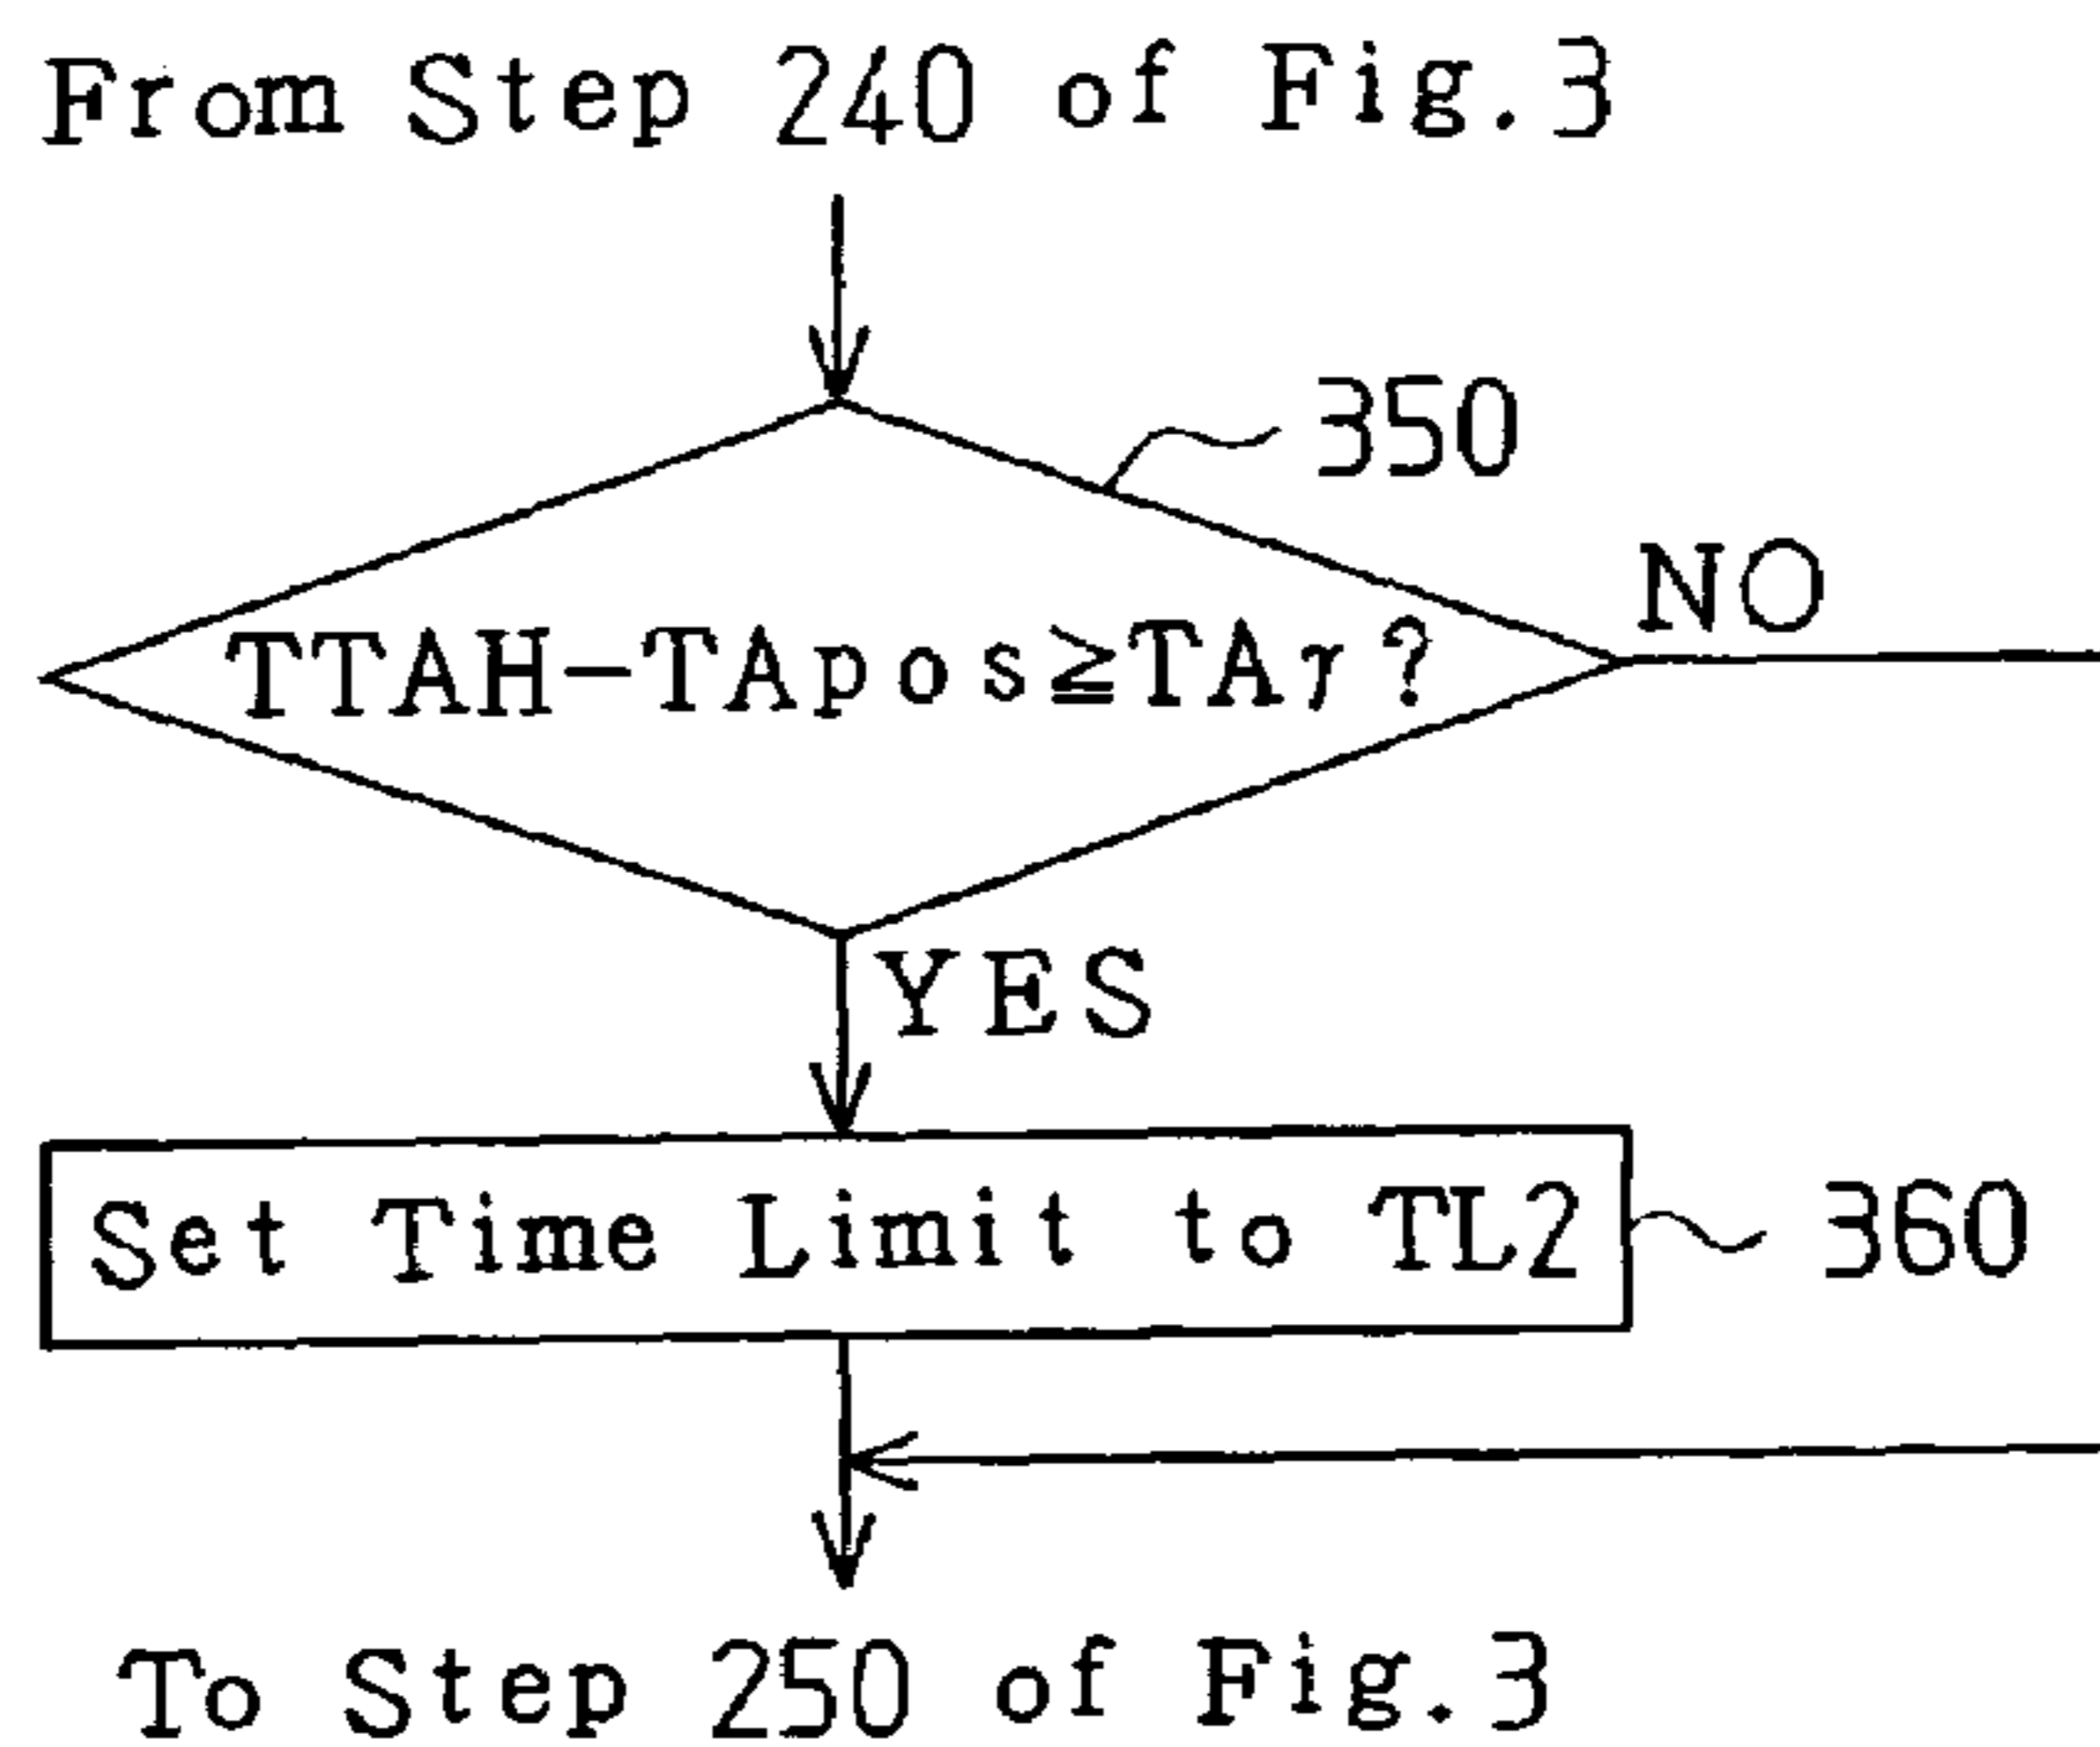 From Step 240 of Fig.3
350
NO
TTAH-TApos≧TAγ?
YES
Set Time Limit to TL2
360
To Step 250 of Fig.3